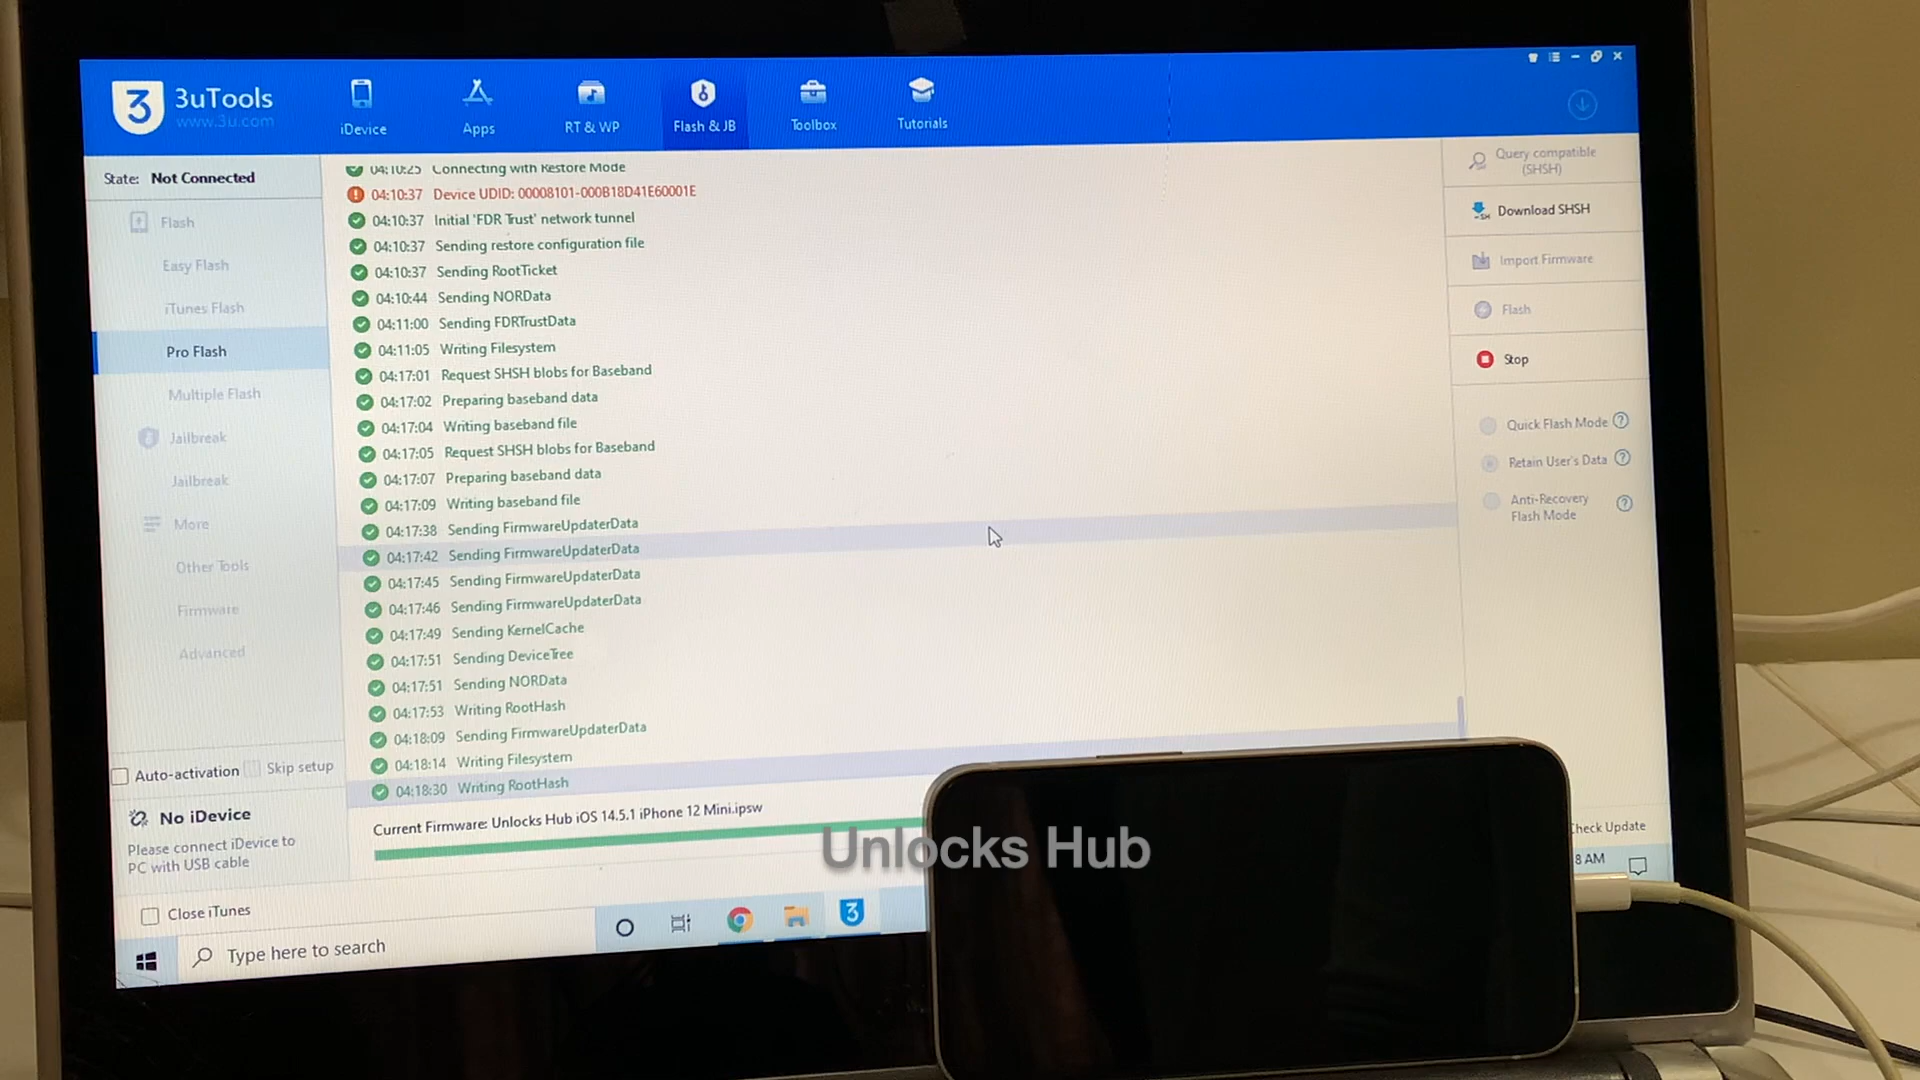 3 3uTools
www.3u.com
iDevice
Apps
RT & WP
Flash & JB
Toolbox
Tutorials
State: Not Connected
Flash
Easy Flash
iTunes Flash
Pro Flash
Multiple Flash
Jailbreak
Jailbreak
More
Other Tools
Firmware
Advanced
Auto-activation
Skip setup
No iDevice
Please connect iDevice to
PC with USB cable
Close iTunes
04:10:25 Connecting with Restore Mode
04:10:37 Device UDID: 00008101-000B18D41E60001E
04:10:37 Initial 'FDR Trust' network tunnel
04:10:37 Sending restore configuration file
04:10:37 Sending RootTicket
04:10:44 Sending NORData
04:11:00 Sending FDRTrustData
04:11:05 Writing Filesystem
04:17:01 Request SHSH blobs for Baseband
04:17:02 Preparing baseband data
04:17:04 Writing baseband file
04:17:05 Request SHSH blobs for Baseband
04:17:07 Preparing baseband data
04:17:09 Writing baseband file
04:17:38 Sending FirmwareUpdaterData
04:17:42 Sending FirmwareUpdaterData
04:17:45 Sending FirmwareUpdaterData
04:17:46 Sending FirmwareUpdaterData
04:17:49 Sending KernelCache
04:17:51 Sending DeviceTree
04:17:51 Sending NORData
04:17:53 Writing RootHash
04:18:09 Sending FirmwareUpdaterData
04:18:14 Writing Filesystem
04:18:30 Writing RootHash
Current Firmware: Unlocks Hub iOS 14.5.1 iPhone 12 Mini.ipsw
Query compatible
(SHSH)
Download SHSH
Import Firmware
Flash
Stop
Quick Flash Mode ?
Retain User's Data ?
Anti-Recovery
Flash Mode ?
Check Update
8 AM
Type here to search
3
Unlocks Hub